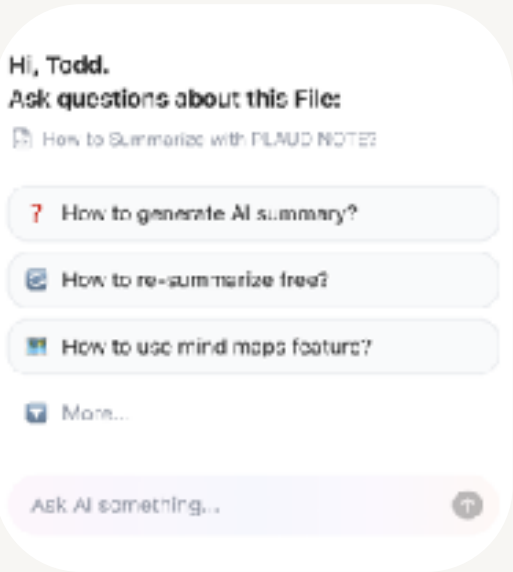 Hi, Todd.
Ask questions about this File:
How to Summarize with PLAUD NOTE?
❓ How to generate AI summary?
🔄 How to re-summarize free?
🗺️ How to use mind maps feature?
🔽 More...
Ask AI something...